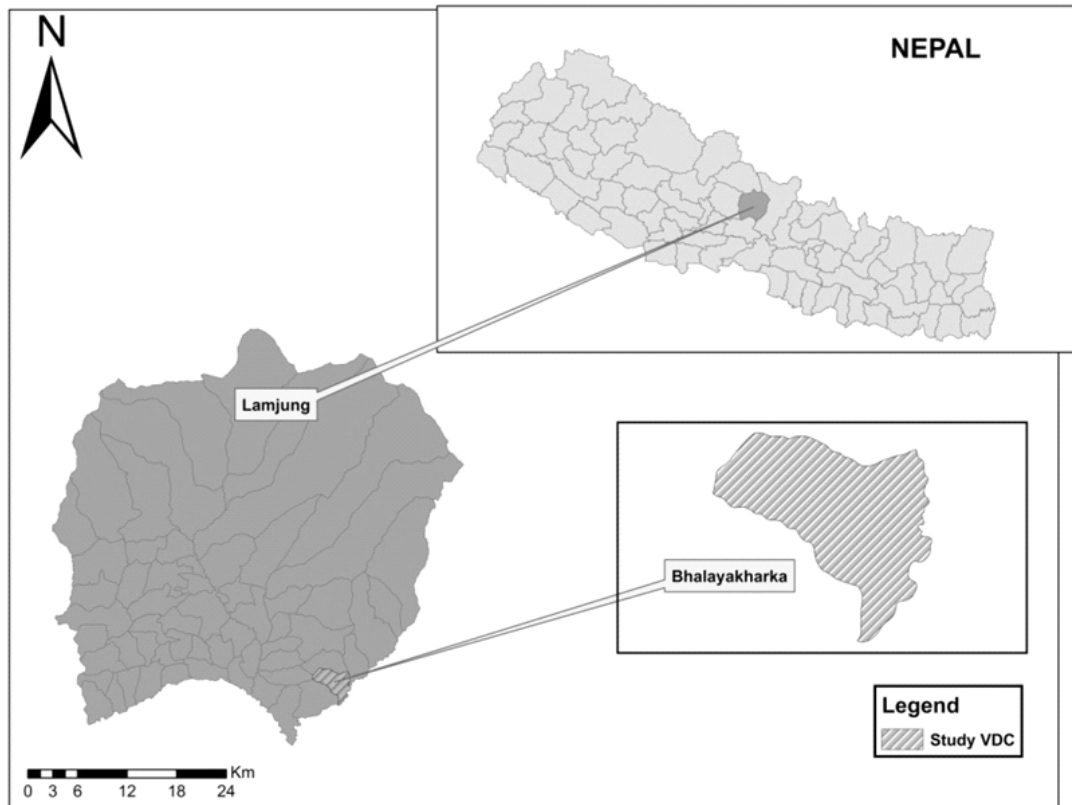 N
NEPAL
Lamjung
Bhalayakharka
Legend
Study VDC
Km
0 3 6 12 18 24